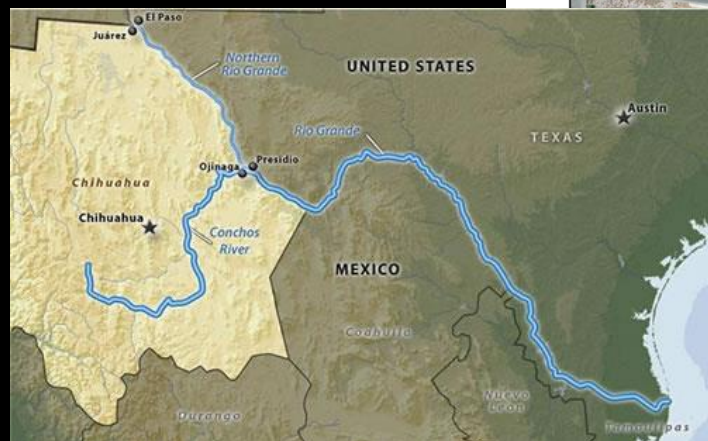 El Paso
Juárez
Northern
Rio Grande
UNITED STATES
Austin
TEXAS
Rio Grande
Presidio
Ojinaga
Chihuahua
Chihuahua
Conchos
River
MEXICO
Coahuila
Nuevo
León
Durango
Tamaulipas